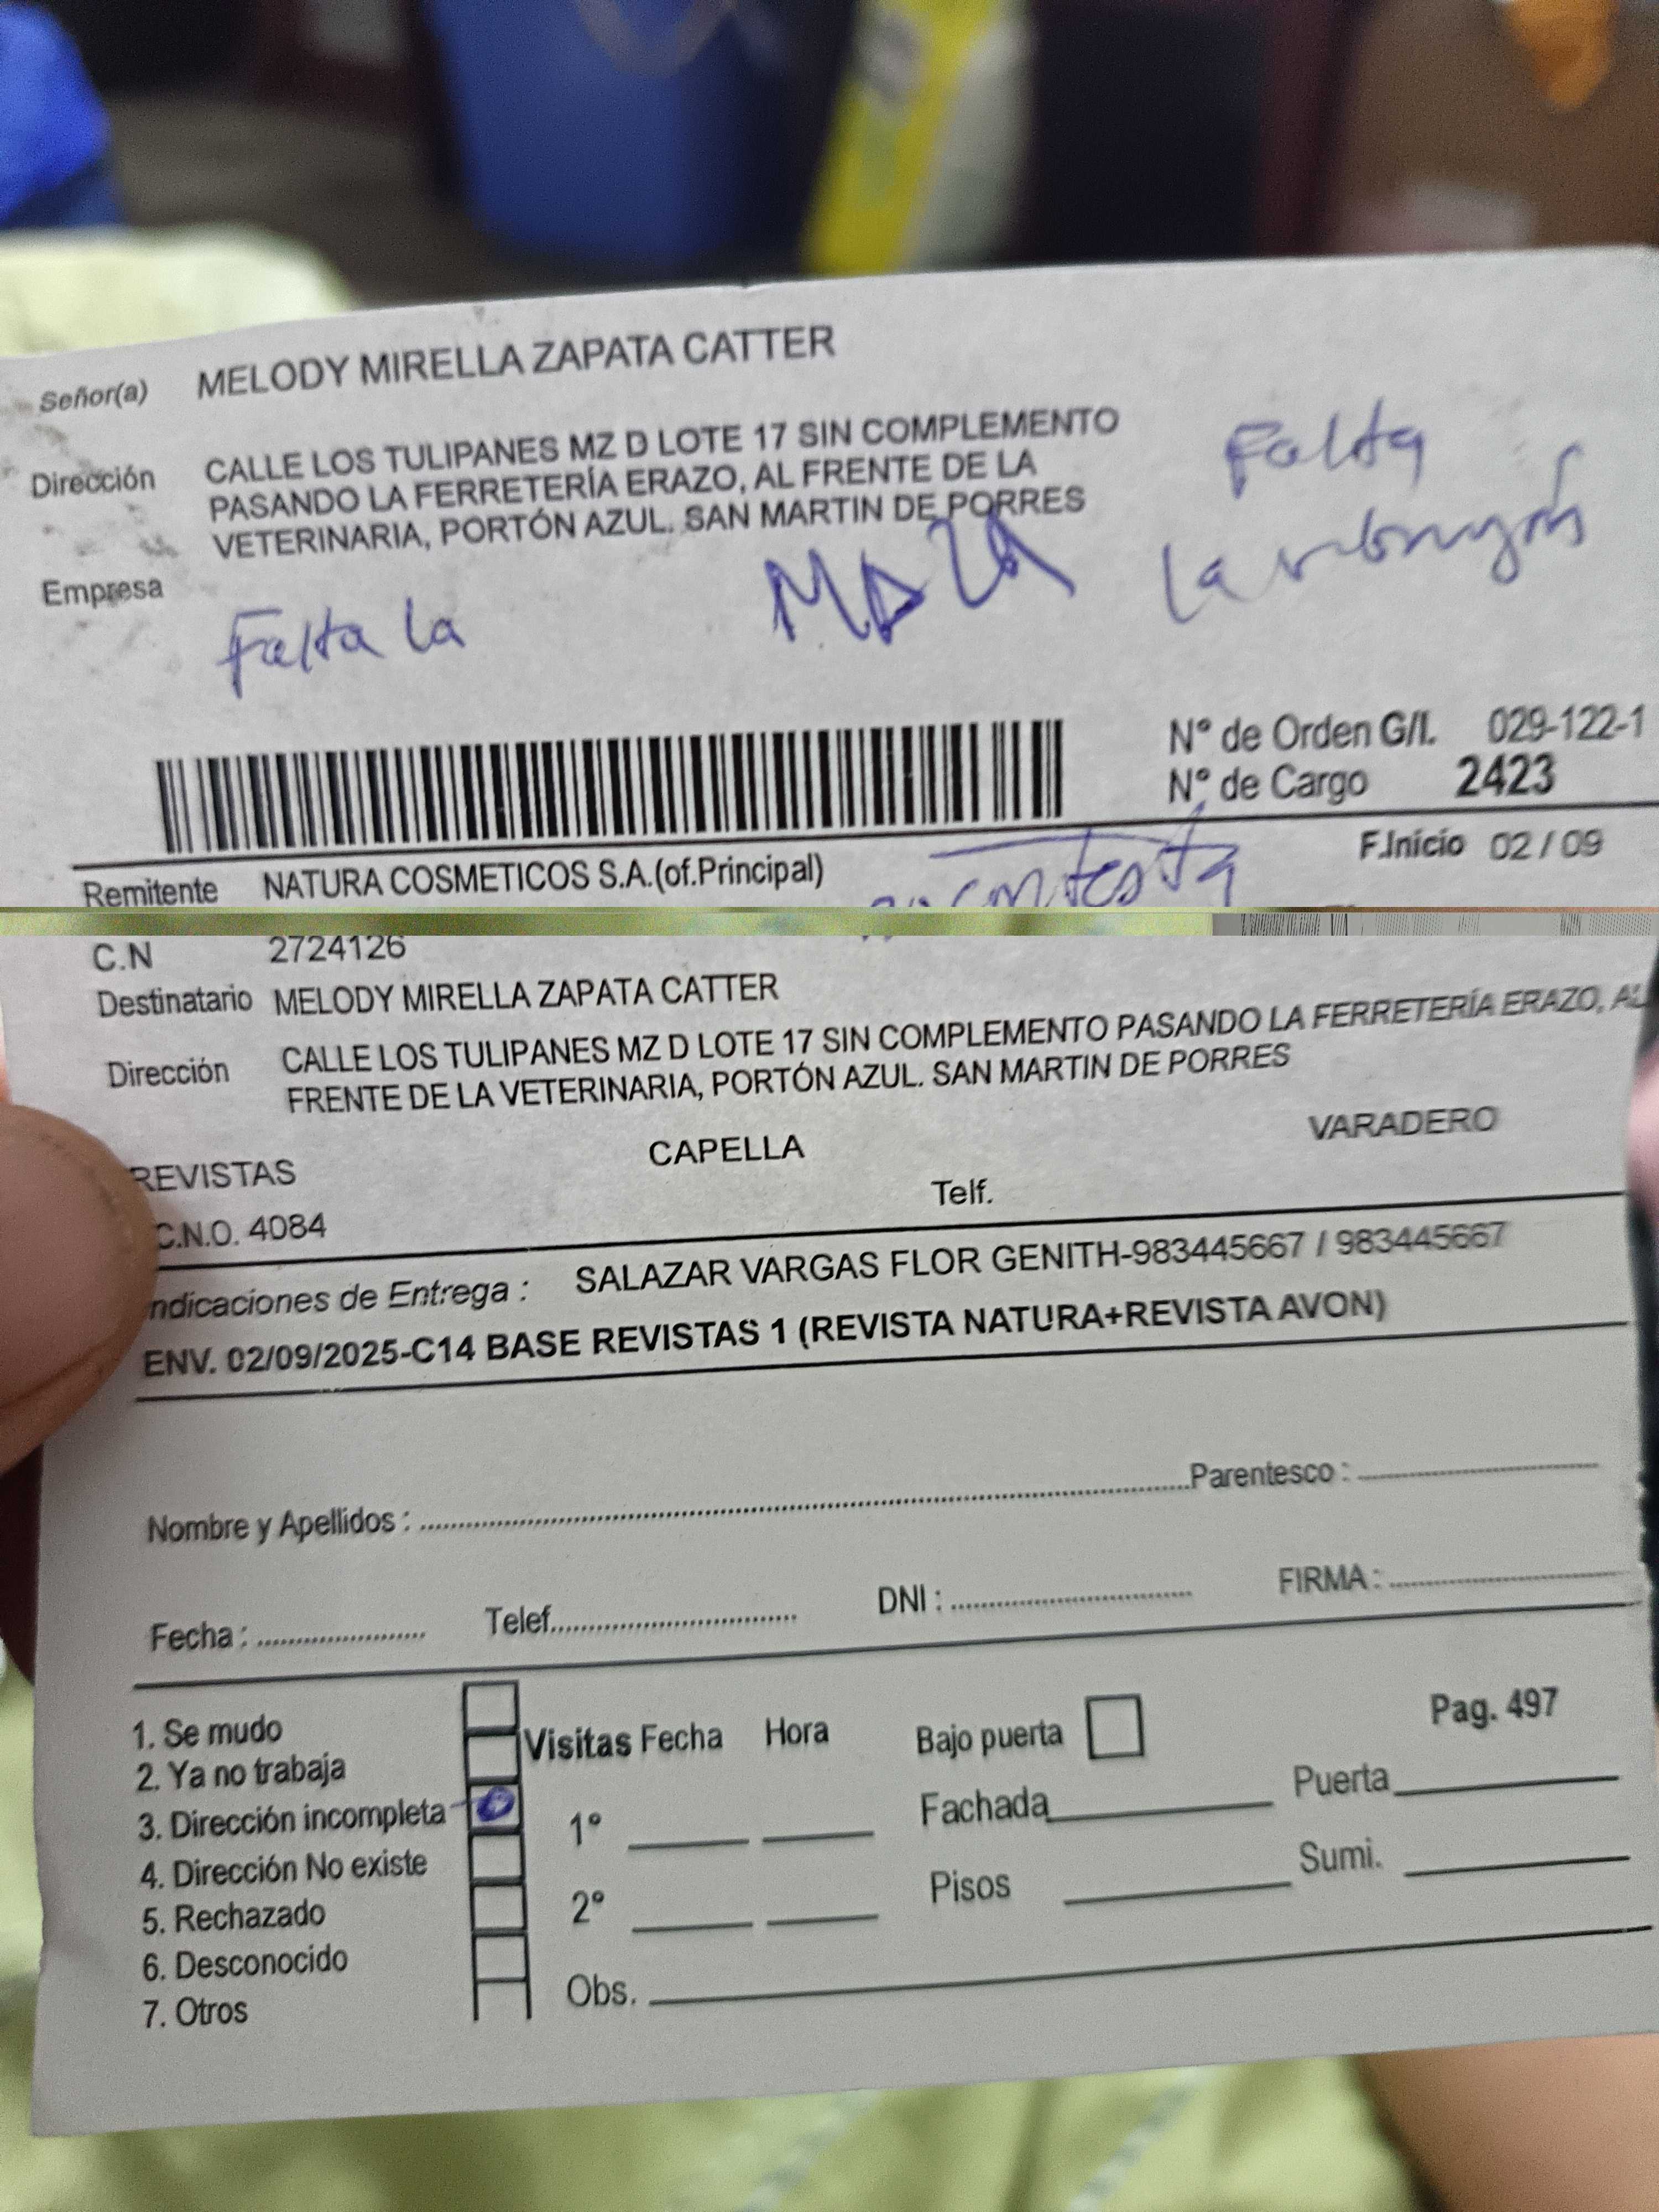 Señor(a) MELODY MIRELLA ZAPATA CATTER
Dirección CALLE LOS TULIPANES MZ D LOTE 17 SIN COMPLEMENTO
PASANDO LA FERRETERÍA ERAZO, AL FRENTE DE LA
VETERINARIA, PORTÓN AZUL. SAN MARTIN DE PORRES
Falta
la
Empresa
Falta la
Nº de Orden G/I. 029-122-1
Nº de Cargo 2423
F.Inicio 02 / 09
Remitente NATURA COSMETICOS S.A.(of.Principal)
contesta
C.N 2724126
Destinatario MELODY MIRELLA ZAPATA CATTER
Dirección CALLE LOS TULIPANES MZ D LOTE 17 SIN COMPLEMENTO PASANDO LA FERRETERÍA ERAZO, AL
FRENTE DE LA VETERINARIA, PORTÓN AZUL. SAN MARTIN DE PORRES
REVISTAS CAPELLA VARADERO
C.N.O. 4084 Telf.
ndicaciones de Entrega : SALAZAR VARGAS FLOR GENITH-983445667 / 983445667
ENV. 02/09/2025-C14 BASE REVISTAS 1 (REVISTA NATURA+REVISTA AVON)
Nombre y Apellidos : Parentesco :
Fecha : Telef. DNI : FIRMA :
1. Se mudo
2. Ya no trabaja
3. Dirección incompleta
4. Dirección No existe
5. Rechazado
6. Desconocido
7. Otros
Visitas Fecha Hora
1º
2º
Obs.
Bajo puerta
Fachada
Pisos
Pag. 497
Puerta
Sumi.